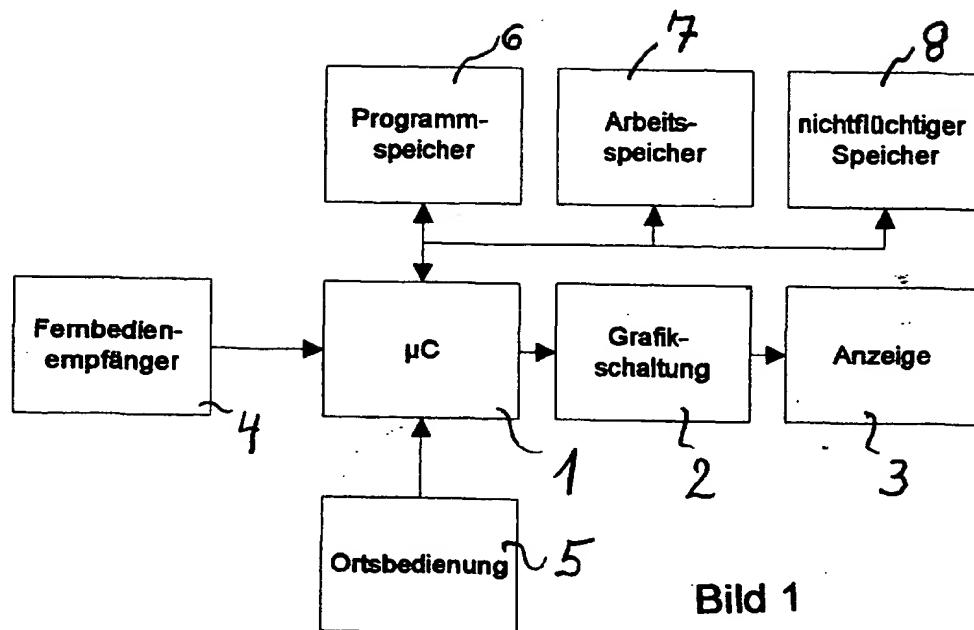 6
7
8
Programm-
speicher
Arbeits-
speicher
nichtflüchtiger
Speicher
Fernbedien-
empfänger
µC
Grafik-
schaltung
Anzeige
4
1
2
3
Ortsbedienung
5
Bild 1